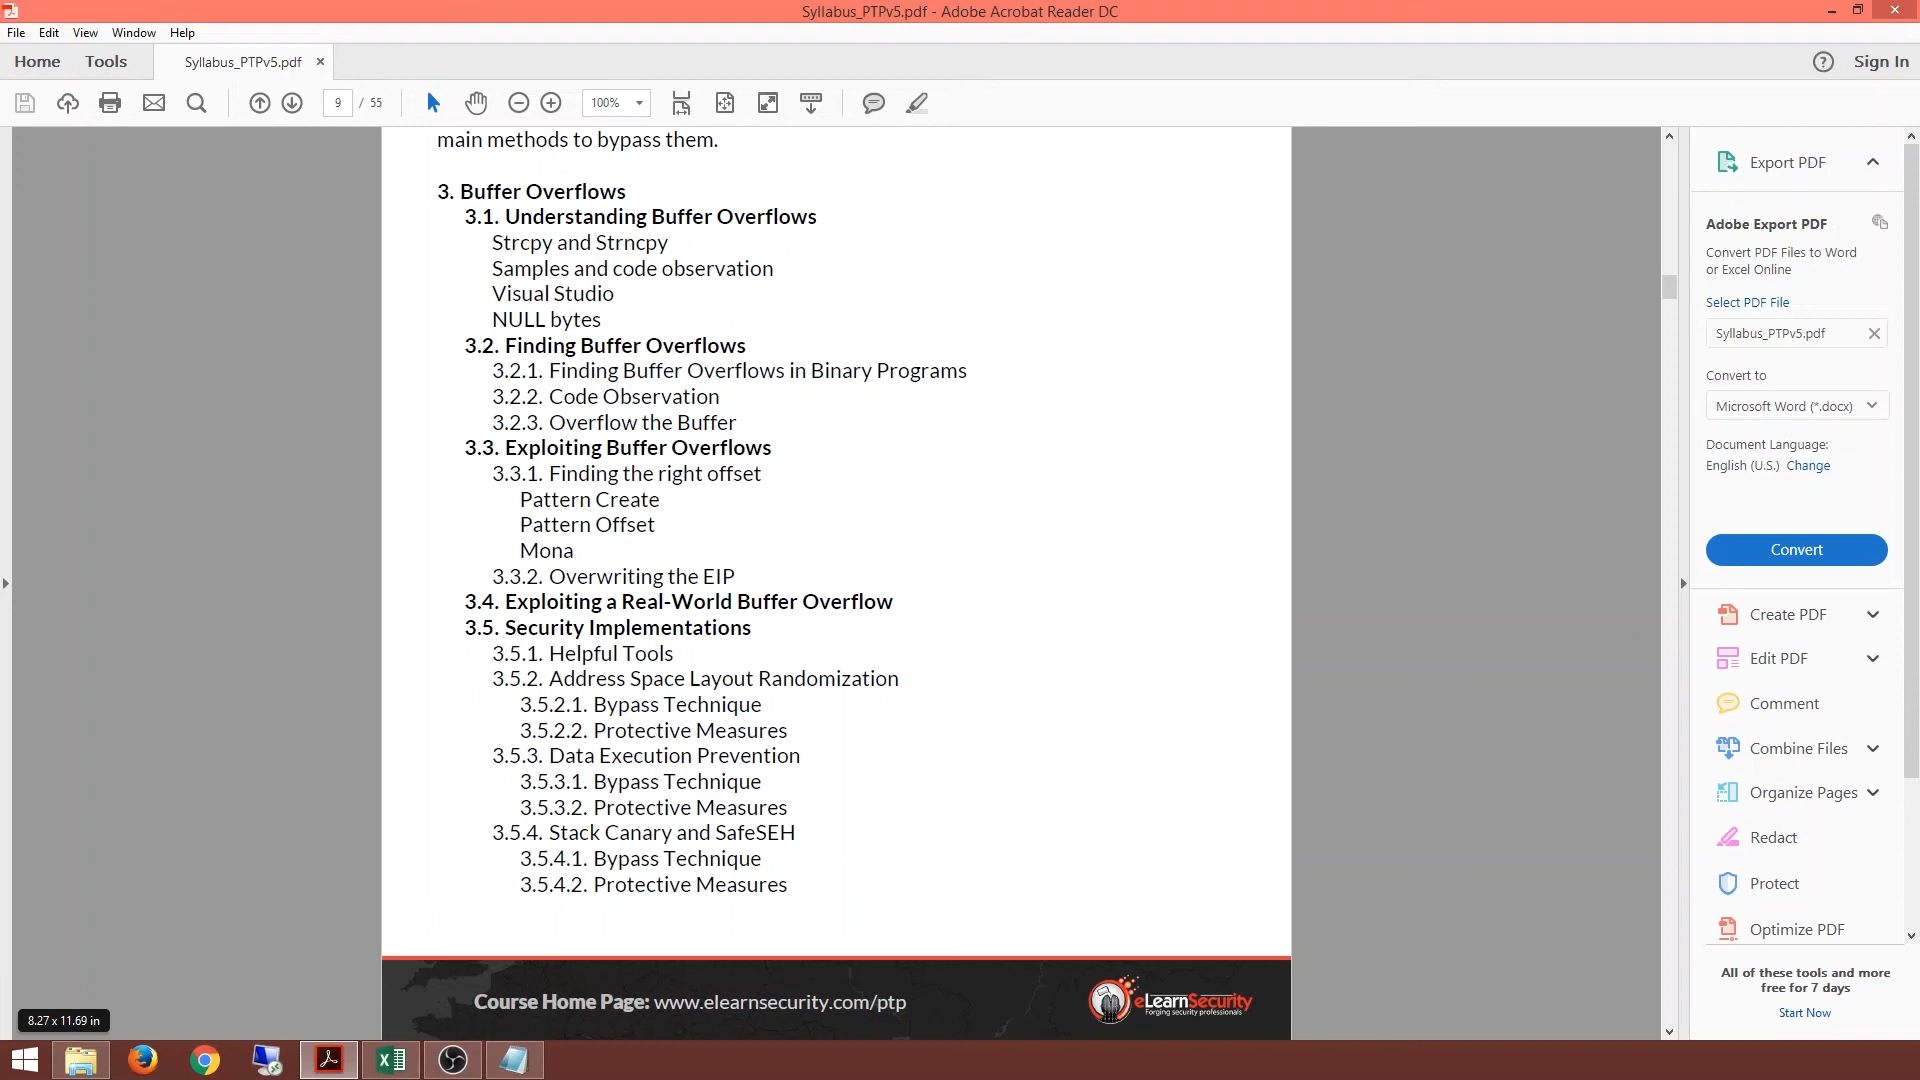 Syllabus_PTPv5.pdf - Adobe Acrobat Reader DC
File Edit View Window Help
Home Tools Syllabus_PTPv5.pdf × ? Sign In
9 / 55 100%
main methods to bypass them.
3. Buffer Overflows
3.1. Understanding Buffer Overflows
Strcpy and Strncpy
Samples and code observation
Visual Studio
NULL bytes
3.2. Finding Buffer Overflows
3.2.1. Finding Buffer Overflows in Binary Programs
3.2.2. Code Observation
3.2.3. Overflow the Buffer
3.3. Exploiting Buffer Overflows
3.3.1. Finding the right offset
Pattern Create
Pattern Offset
Mona
3.3.2. Overwriting the EIP
3.4. Exploiting a Real-World Buffer Overflow
3.5. Security Implementations
3.5.1. Helpful Tools
3.5.2. Address Space Layout Randomization
3.5.2.1. Bypass Technique
3.5.2.2. Protective Measures
3.5.3. Data Execution Prevention
3.5.3.1. Bypass Technique
3.5.3.2. Protective Measures
3.5.4. Stack Canary and SafeSEH
3.5.4.1. Bypass Technique
3.5.4.2. Protective Measures
Course Home Page: www.elearnsecurity.com/ptp
eLearnSecurity
Forging security professionals
8.27 x 11.69 in
Export PDF
Adobe Export PDF
Convert PDF Files to Word
or Excel Online
Select PDF File
Syllabus_PTPv5.pdf
Convert to
Microsoft Word (*.docx)
Document Language:
English (U.S.) Change
Convert
Create PDF
Edit PDF
Comment
Combine Files
Organize Pages
Redact
Protect
Optimize PDF
All of these tools and more
free for 7 days
Start Now